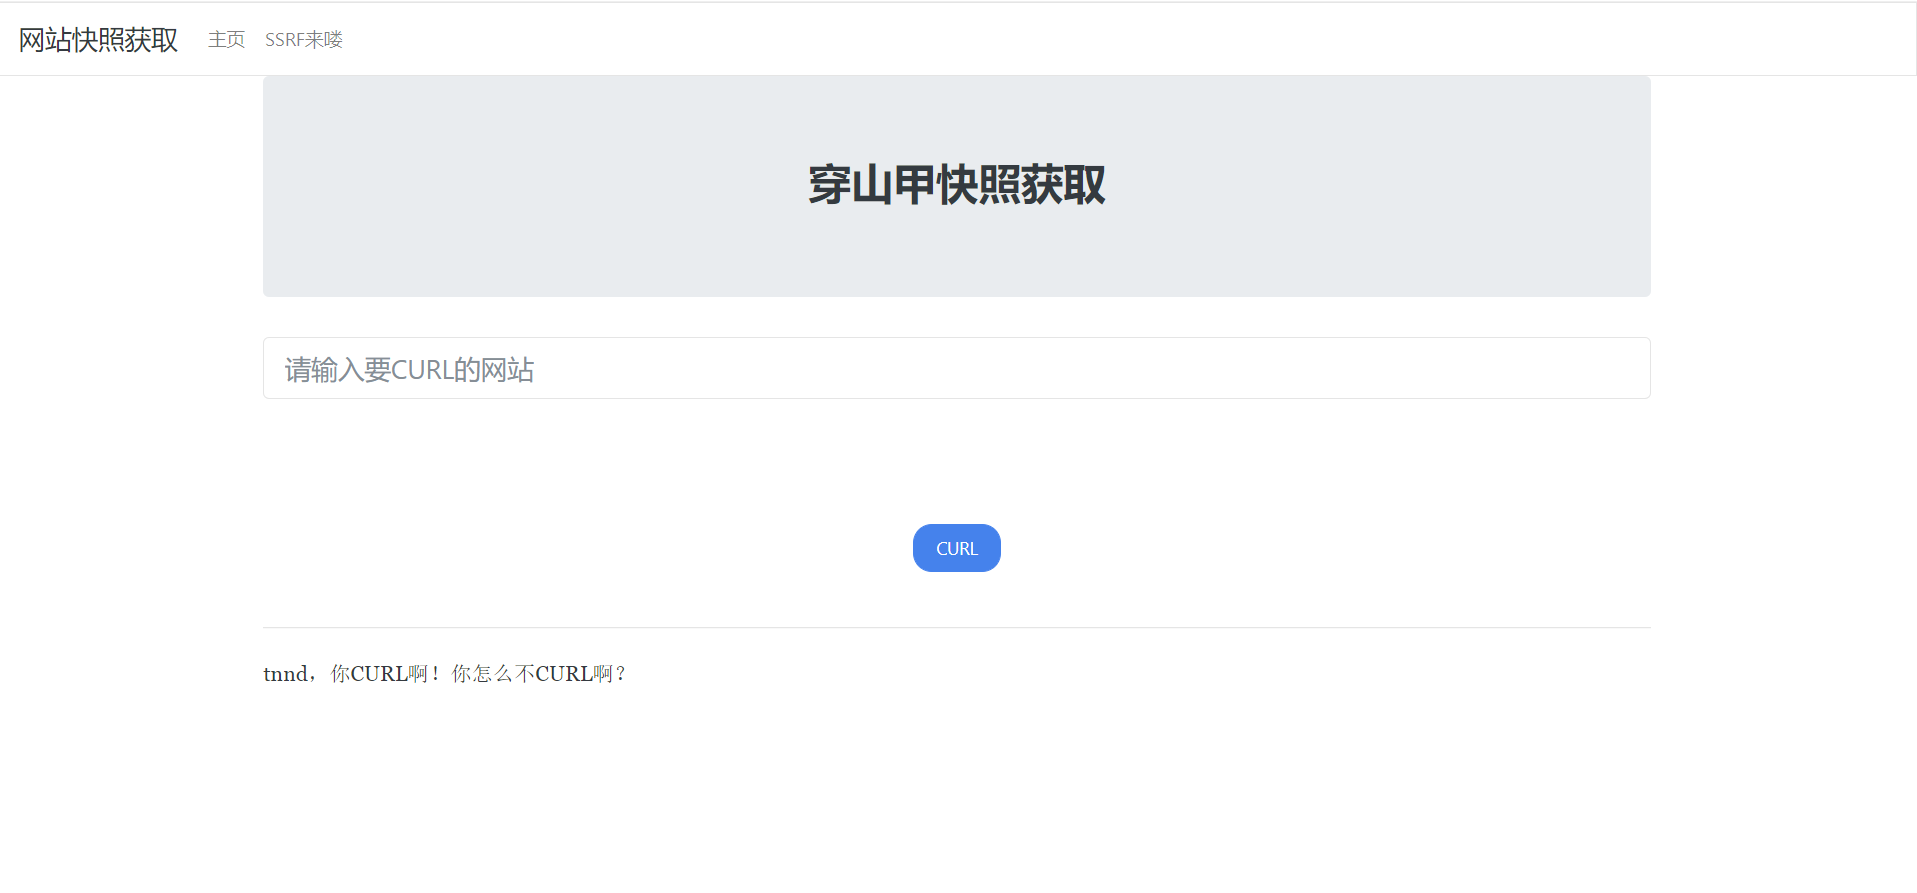 网站快照获取 主页 SSRF来喽
穿山甲快照获取
请输入要CURL的网站
CURL
tnnd，你CURL啊！你怎么不CURL啊？